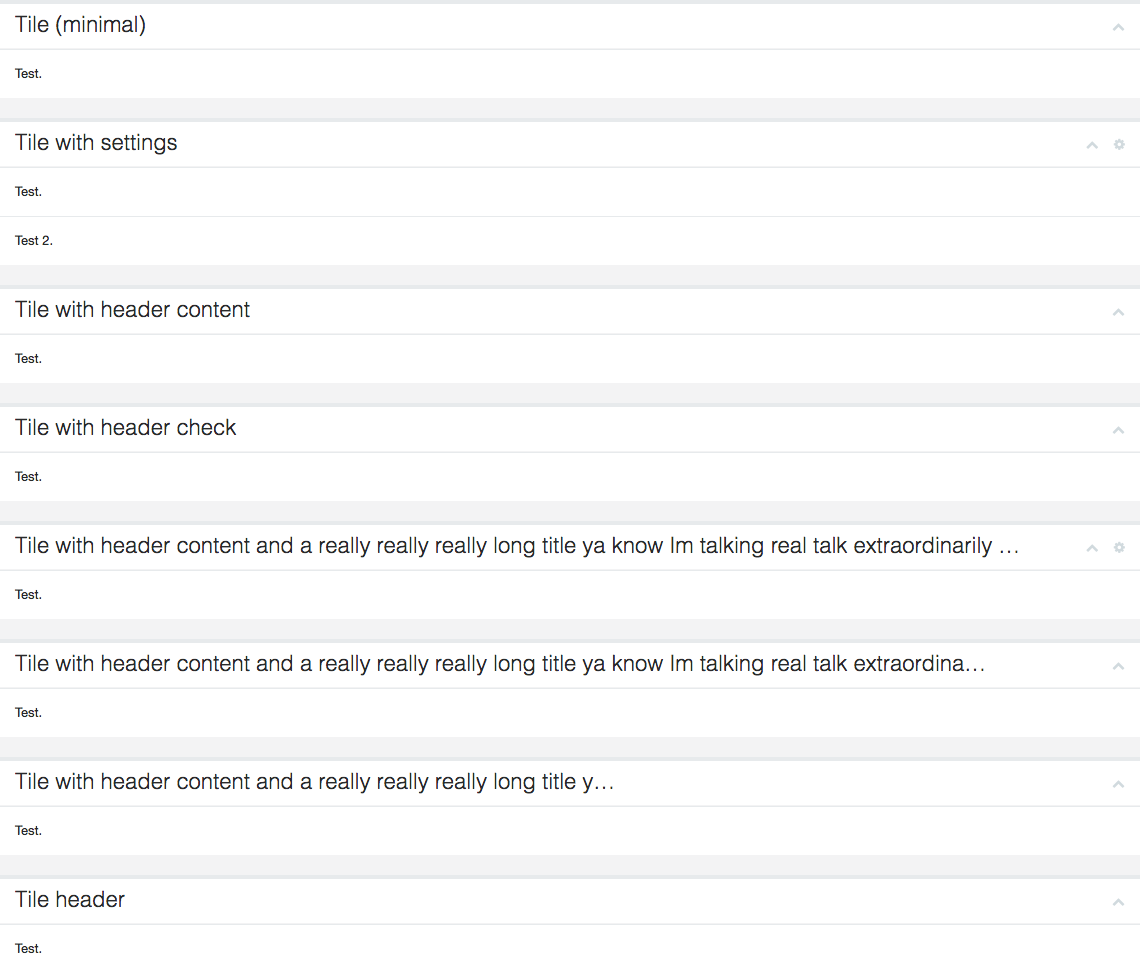 Tile (minimal)
Test.
Tile with settings
Test.
Test 2.
Tile with header content
Test.
Tile with header check
Test.
Tile with header content and a really really really long title ya know Im talking real talk extraordinarily …
Test.
Tile with header content and a really really really long title ya know Im talking real talk extraordina…
Test.
Tile with header content and a really really really long title y…
Test.
Tile header
Test.